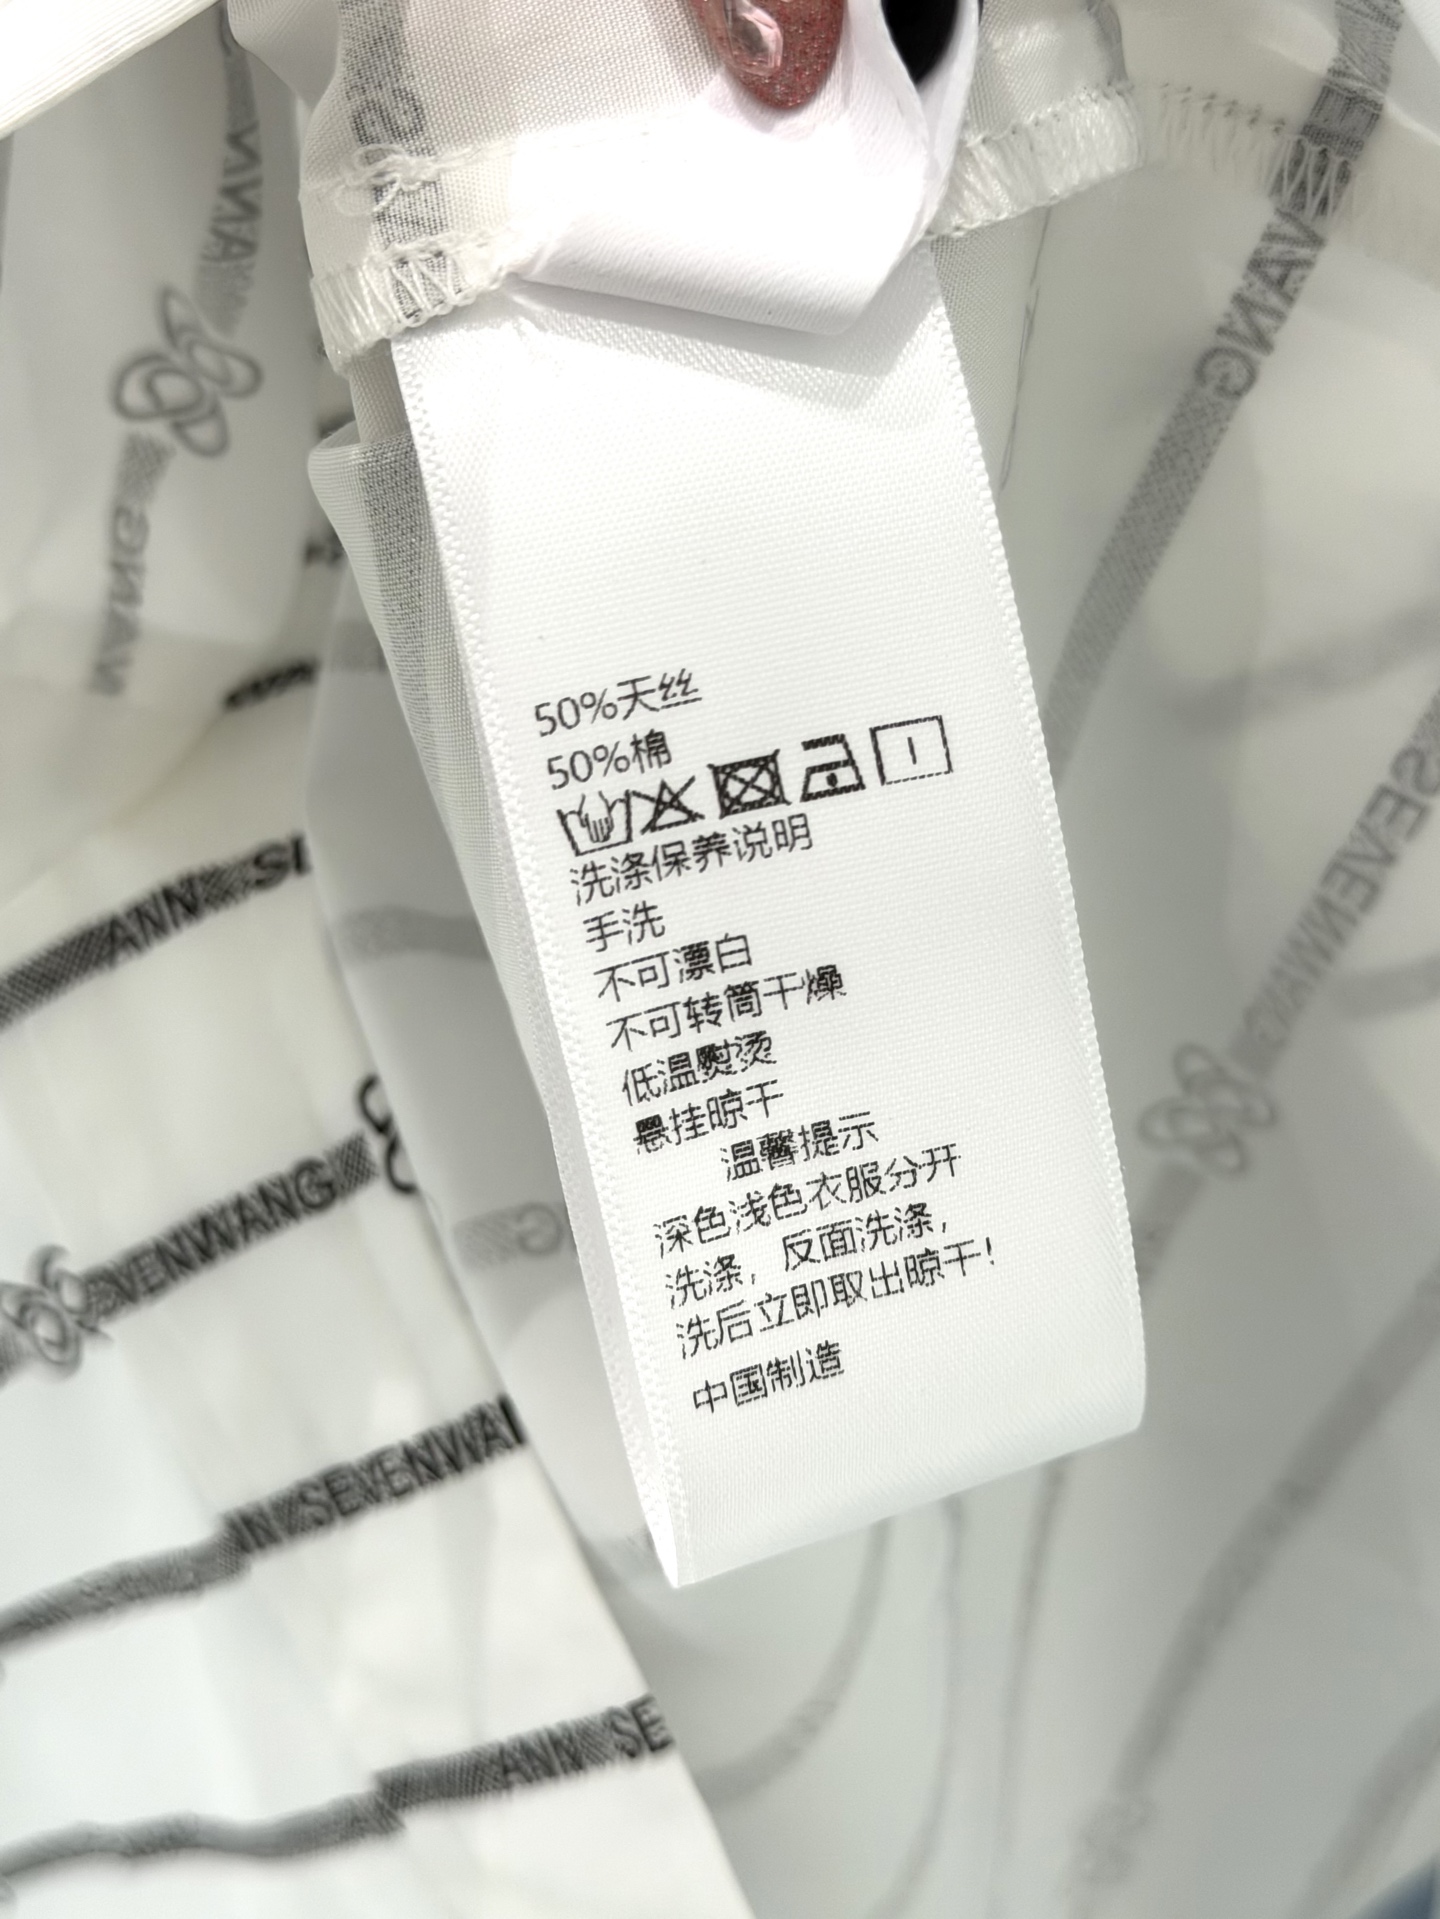 50%天丝
50%棉
洗涤保养说明
手洗
不可漂白
不可转筒干燥
低温熨烫
悬挂晾干
温馨提示
深色浅色衣服分开
洗涤，反面洗涤，
洗后立即取出晾干！
中国制造
SEVENWANG
ANN
SEVENWANG
ANN SE